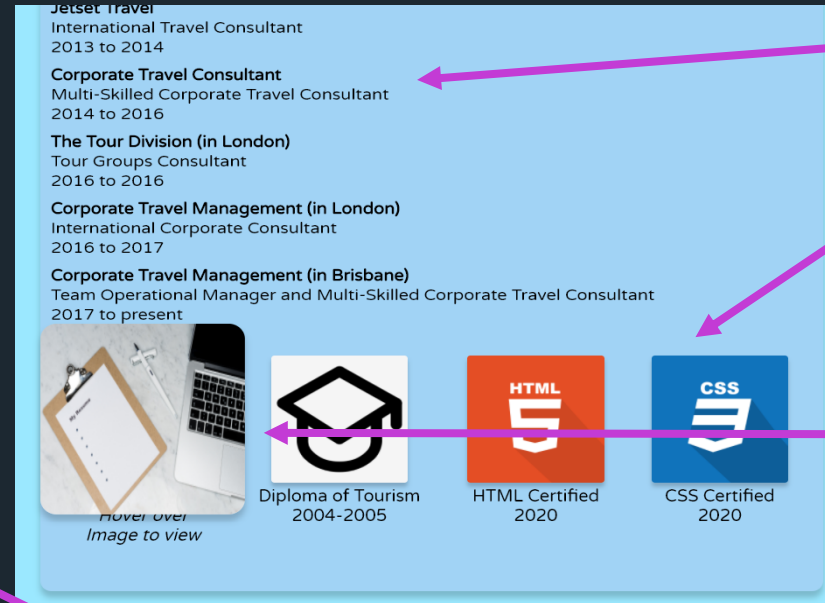 Jetset Travel
International Travel Consultant
2013 to 2014
Corporate Travel Consultant
Multi-Skilled Corporate Travel Consultant
2014 to 2016
The Tour Division (in London)
Tour Groups Consultant
2016 to 2016
Corporate Travel Management (in London)
International Corporate Consultant
2016 to 2017
Corporate Travel Management (in Brisbane)
Team Operational Manager and Multi-Skilled Corporate Travel Consultant
2017 to present
My Resume
HTML
5
CSS
3
Hover over
Image to view
Diploma of Tourism
2004-2005
HTML Certified
2020
CSS Certified
2020